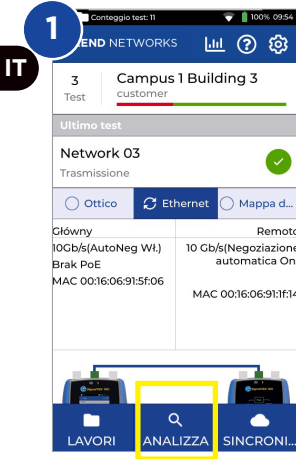 1
Conteggio test: 11
100% 09:54
END NETWORKS
IT
3
Test
Campus 1 Building 3
customer
Ultimo test
Network 03
Trasmissione
Ottico
Ethernet
Mappa d...
Główny
Remoto
10Gb/s(AutoNeg Wł.)
10 Gb/s(Negoziazione
Brak PoE
automatica On
MAC 00:16:06:91:5f:06
MAC 00:16:06:91:1f:14
LAVORI
ANALIZZA
SINCRONI...